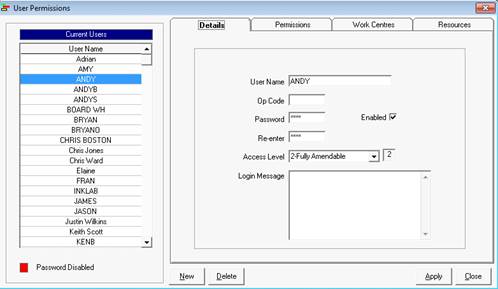 User Permissions
Current Users
User Name
Adrian
AMY
ANDY
ANDYB
ANDYS
BOARD WH
BRYAN
BRYANO
CHRIS BOSTON
Chris Jones
Chris Ward
Elaine
FRAN
INKLAB
JAMES
JASON
Justin Wilkins
Keith Scott
KENB
Password Disabled
Details Permissions Work Centres Resources
User Name ANDY
Op Code
Password **** Enabled
Re-enter ****
Access Level 2-Fully Amendable 2
Login Message
New Delete Apply Close